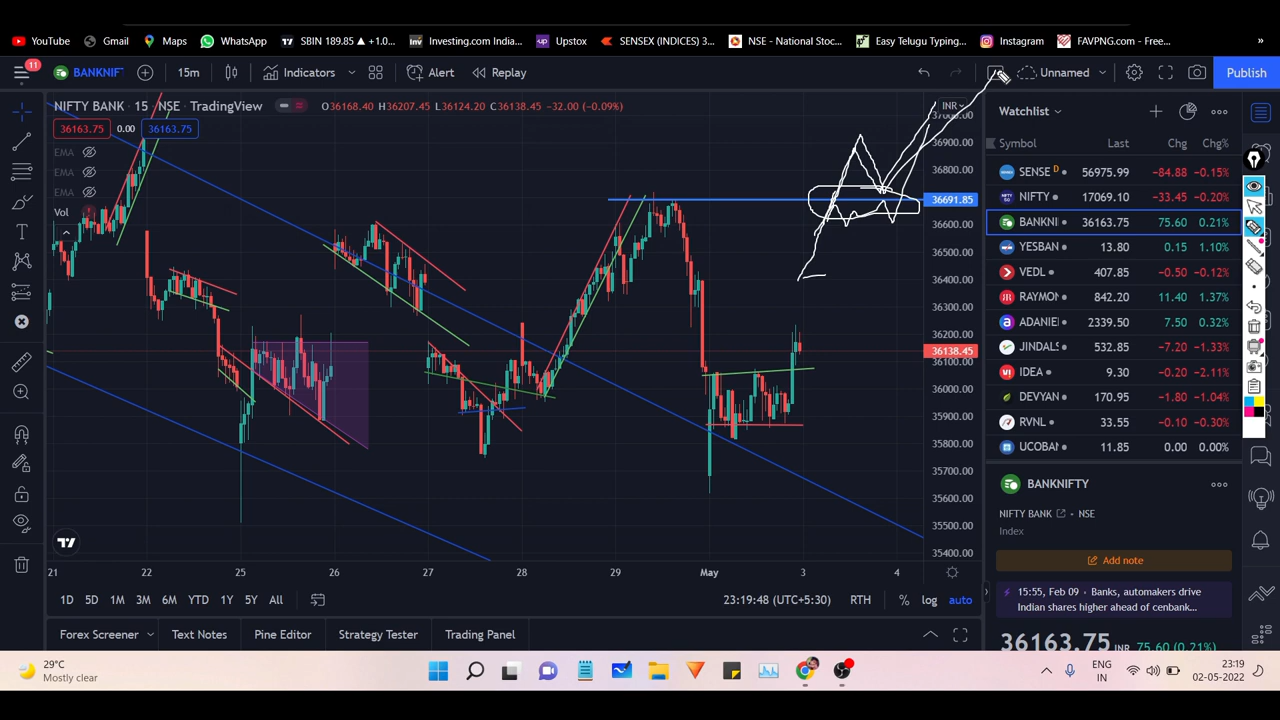 YouTube Gmail Maps WhatsApp SBIN 189.85 ▲ +1.0... Investing.com India... Upstox SENSEX (INDICES) 3... NSE - National Stoc... Easy Telugu Typing... Instagram FAVPNG.com - Free... »
11 BANKNIF 15m Indicators Alert Replay Unnamed Publish
NIFTY BANK · 15 · NSE · TradingView O36168.40 H36207.45 L36124.20 C36138.45 −32.00 (−0.09%) INR
36163.75 0.00 36163.75
EMA
EMA
EMA
Vol
37000.00
36900.00
36800.00
36691.85
36600.00
36500.00
36400.00
36300.00
36200.00
36138.45
36100.00
36000.00
35900.00
35800.00
35700.00
35600.00
35500.00
35400.00
21 22 25 26 27 28 29 May 3 4
1D 5D 1M 3M 6M YTD 1Y 5Y All 23:19:48 (UTC+5:30) RTH % log auto
Forex Screener Text Notes Pine Editor Strategy Tester Trading Panel
Watchlist
Symbol Last Chg Chg%
SENSE D 56975.99 −84.88 −0.15%
NIFTY 17069.10 −33.45 −0.20%
BANKNI 36163.75 75.60 0.21%
YESBAN 13.80 0.15 1.10%
VEDL 407.85 −0.50 −0.12%
RAYMO 842.20 11.40 1.37%
ADANIE 2339.50 7.50 0.32%
JINDALS 532.85 −7.20 −1.33%
IDEA 9.30 −0.20 −2.11%
DEVYAN 170.95 −1.80 −1.04%
RVNL 33.55 −0.10 −0.30%
UCOBAN 11.85 0.00 0.00%
BANKNIFTY
NIFTY BANK • NSE
Index
Add note
15:55, Feb 09 • Banks, automakers drive
Indian shares higher ahead of cenbank...
36163.75 INR 75.60 (0.21%)
29°C
Mostly clear
ENG
IN
23:19
02-05-2022